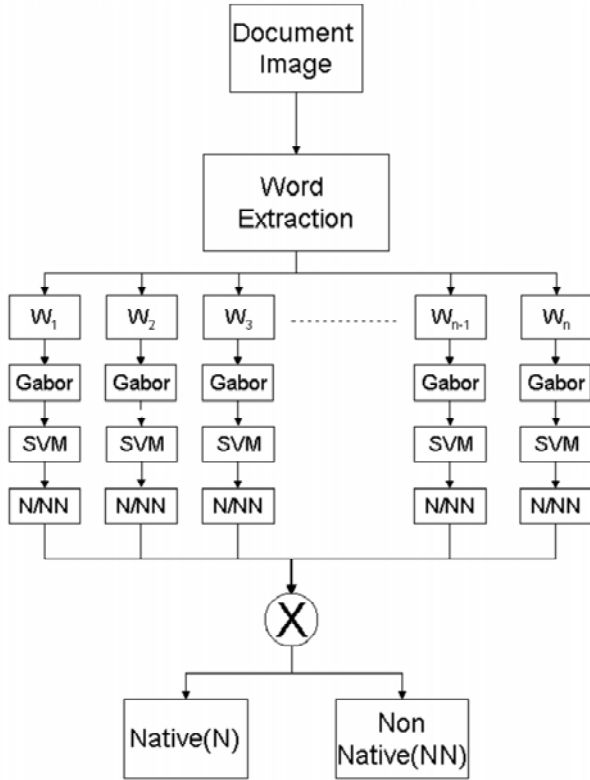 Document
Image
Word
Extraction
W1 W2 W3 Wn-1 Wn
Gabor Gabor Gabor Gabor Gabor
SVM SVM SVM SVM SVM
N/NN N/NN N/NN N/NN N/NN
X
Native(N)
Non
Native(NN)